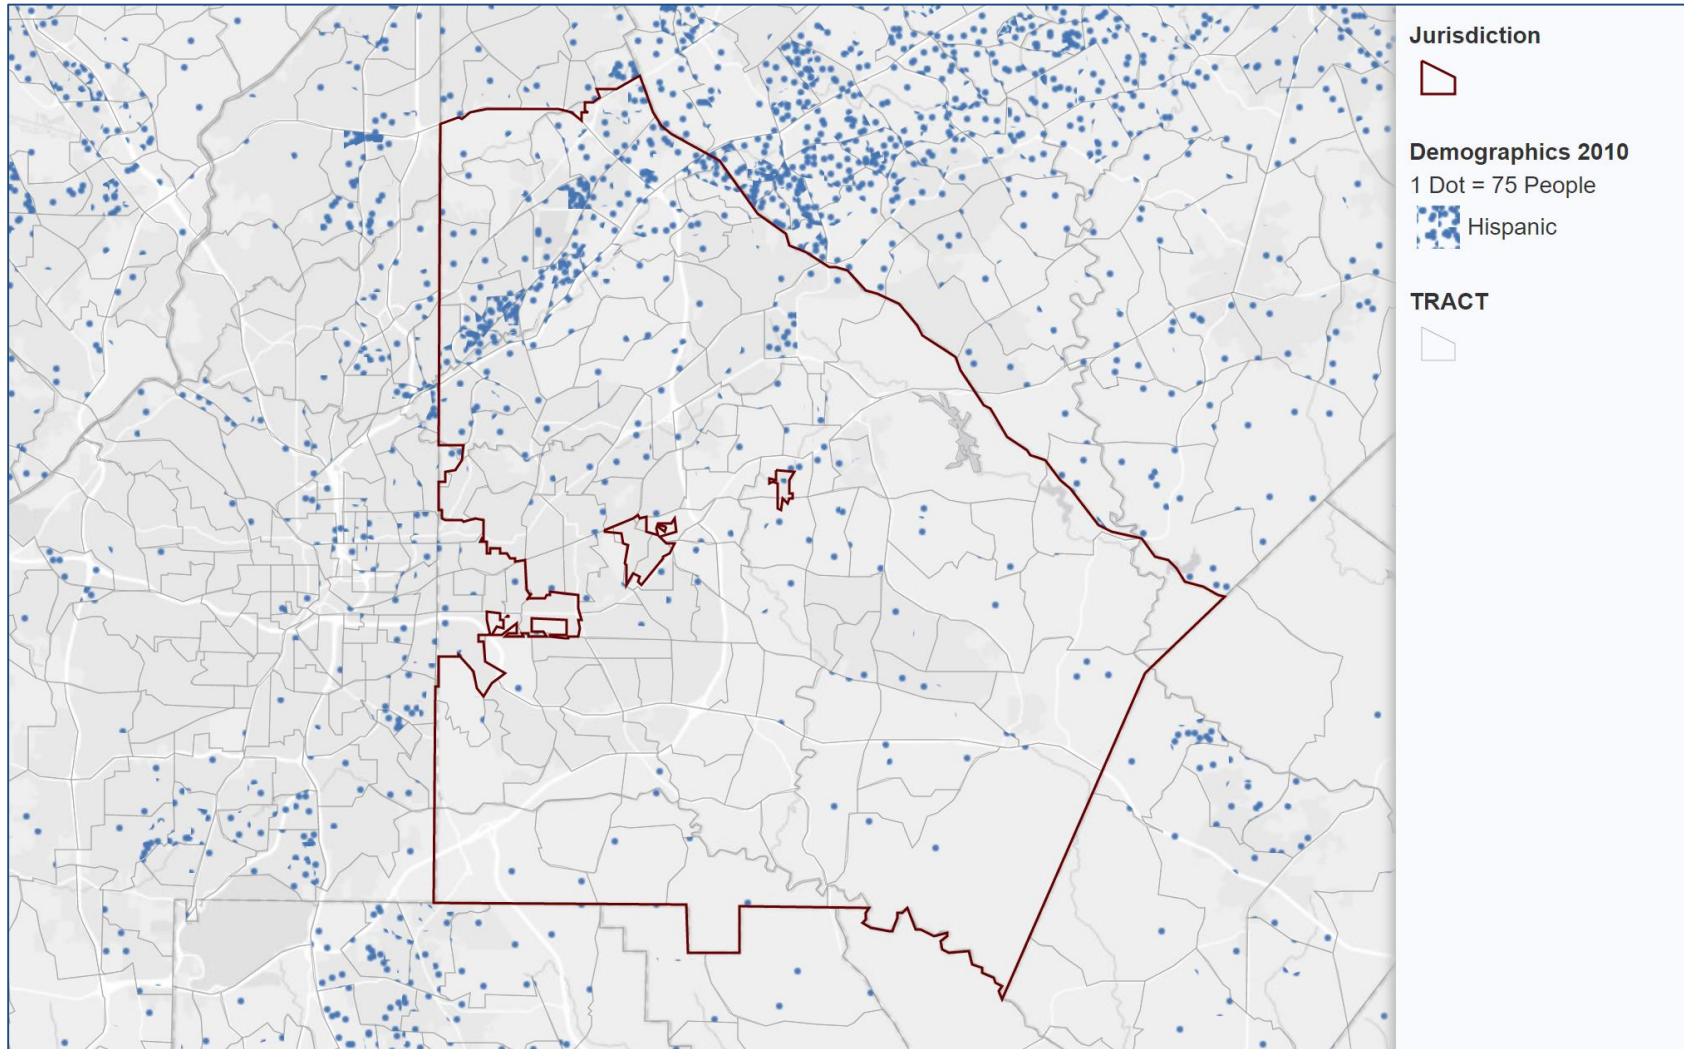 Jurisdiction
Demographics 2010
1 Dot = 75 People
Hispanic
TRACT